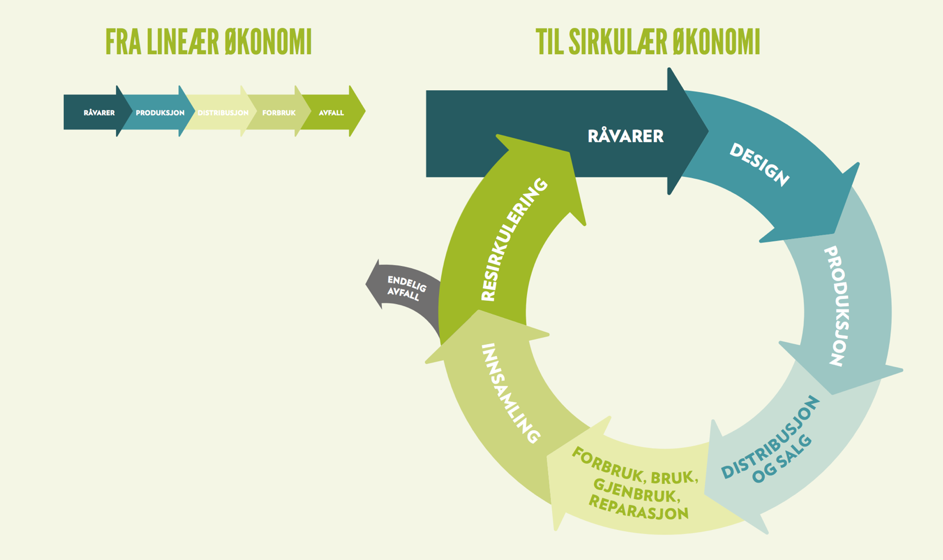 FRA LINEÆR ØKONOMI
RÅVARER
PRODUKSJON
DISTRIBUSJON
FORBRUK
AVFALL
TIL SIRKULÆR ØKONOMI
RÅVARER
DESIGN
PRODUKSJON
DISTRIBUSJON
OG SALG
FORBRUK, BRUK,
GJENBRUK,
REPARASJON
INNSAMLING
RESIRKULERING
ENDELIG
AVFALL